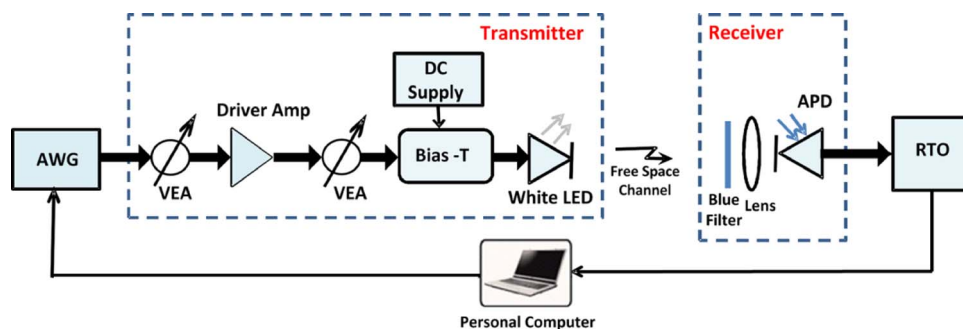 Transmitter
Receiver
DC
Supply
Driver Amp
APD
AWG
Bias -T
RTO
VEA
VEA
White LED
Free Space
Channel
Blue
Filter
Lens
Personal Computer